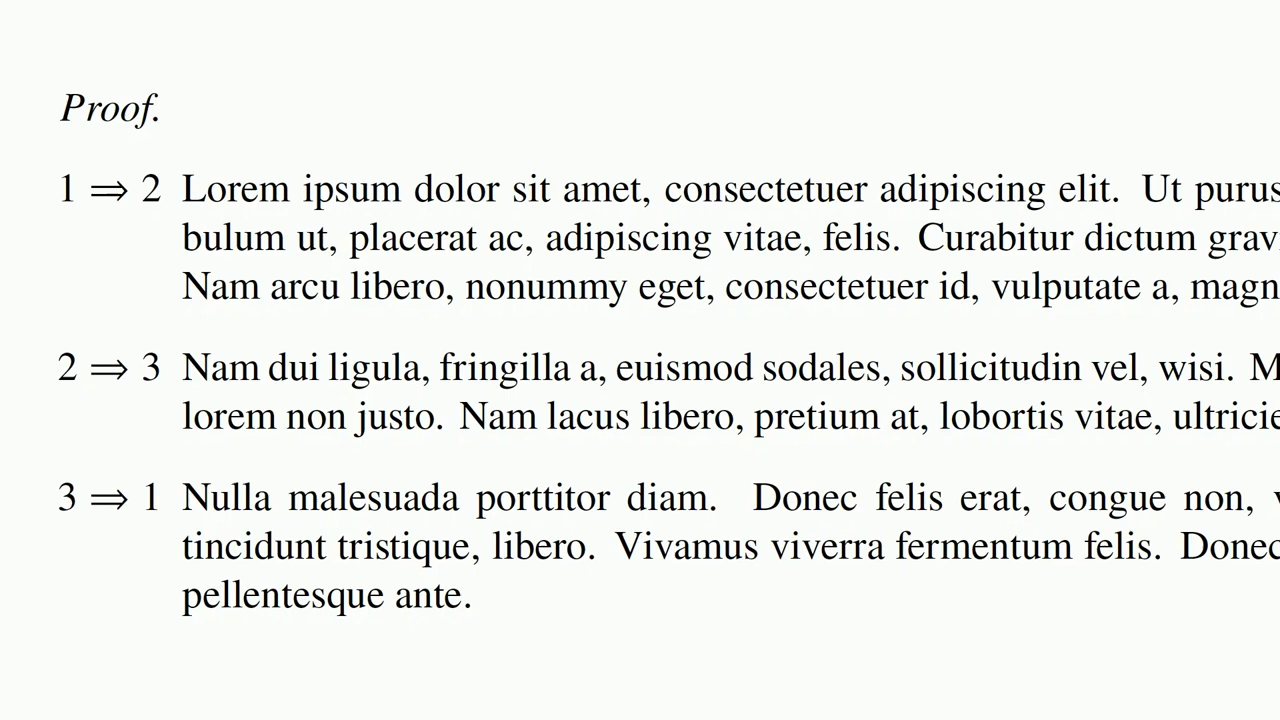 Proof.
1 ⟹ 2 Lorem ipsum dolor sit amet, consectetuer adipiscing elit. Ut purus
bulum ut, placerat ac, adipiscing vitae, felis. Curabitur dictum grav
Nam arcu libero, nonummy eget, consectetuer id, vulputate a, magn
2 ⟹ 3 Nam dui ligula, fringilla a, euismod sodales, sollicitudin vel, wisi. M
lorem non justo. Nam lacus libero, pretium at, lobortis vitae, ultricie
3 ⟹ 1 Nulla malesuada porttitor diam. Donec felis erat, congue non, v
tincidunt tristique, libero. Vivamus viverra fermentum felis. Donec
pellentesque ante.